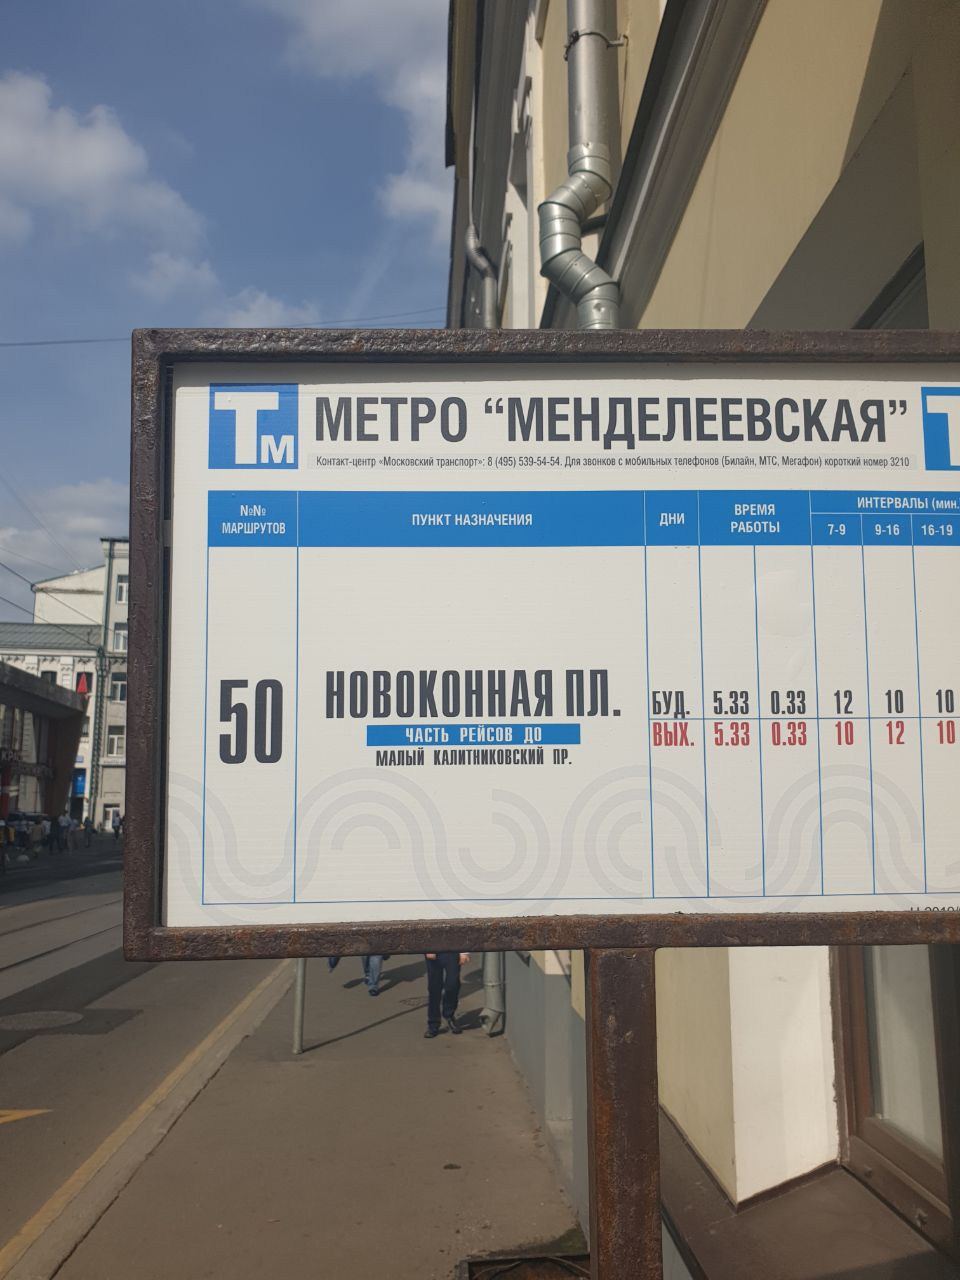 Тм МЕТРО “МЕНДЕЛЕЕВСКАЯ” Т
Контакт-центр «Московский транспорт»: 8 (495) 539-54-54. Для звонков с мобильных телефонов (Билайн, МТС, Мегафон) короткий номер 3210
№№ МАРШРУТОВ
ПУНКТ НАЗНАЧЕНИЯ
ДНИ
ВРЕМЯ РАБОТЫ
ИНТЕРВАЛЫ (мин.
7-9 9-16 16-19
50
НОВОКОННАЯ ПЛ.
ЧАСТЬ РЕЙСОВ ДО
МАЛЫЙ КАЛИТНИКОВСКИЙ ПР.
БУД. 5.33 0.33 12 10 10
ВЫХ. 5.33 0.33 10 12 10